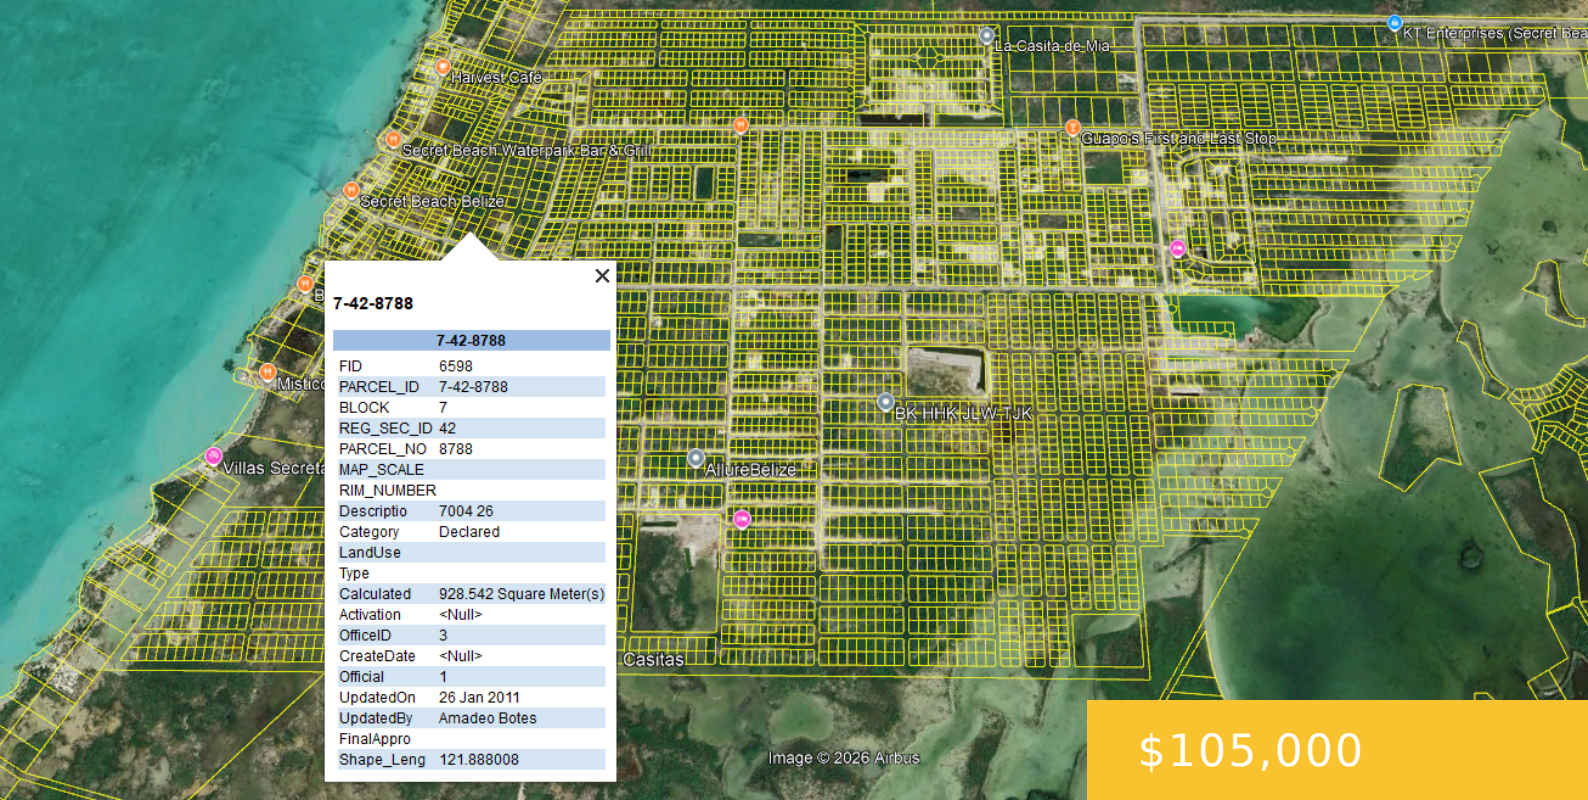 La Casita de Mia
KT Enterprises (Secret Bea
Harvest Cafe
Guapo's First and Last Stop
Secret Beach Waterpark Bar & Grill
Secret Beach Belize
B
7-42-8788
7-42-8788
FID 6598
PARCEL_ID 7-42-8788
BLOCK 7
REG_SEC_ID 42
PARCEL_NO 8788
MAP_SCALE
RIM_NUMBER
Descriptio 7004 26
Category Declared
LandUse
Type
Calculated 928.542 Square Meter(s)
Activation <Null>
OfficeID 3
CreateDate <Null>
Official 1
UpdatedOn 26 Jan 2011
UpdatedBy Amadeo Botes
FinalAppro
Shape_Leng 121.888008
Mistico
BK HHK JLW TJK
Villas Secreta
AllureBelize
Casitas
Image © 2026 Airbus
$105,000